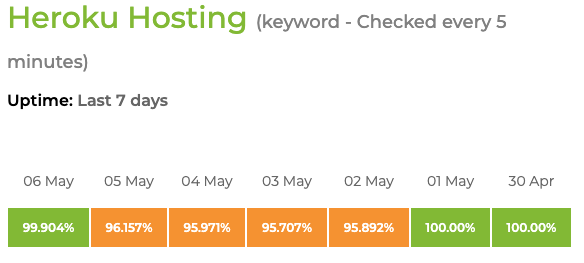 Heroku Hosting (keyword - Checked every 5
minutes)
Uptime: Last 7 days
06 May 05 May 04 May 03 May 02 May 01 May 30 Apr
99.904% 96.157% 95.971% 95.707% 95.892% 100.00% 100.00%